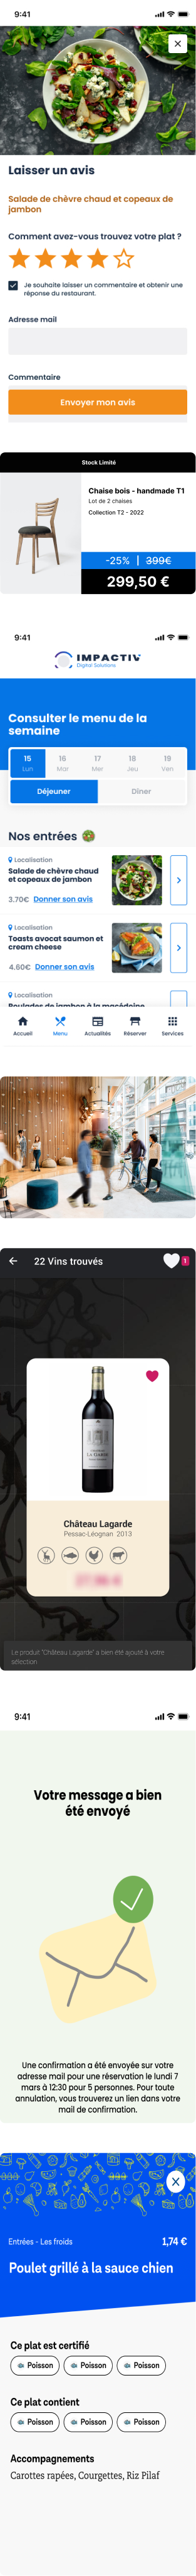 9:41
Laisser un avis
Salade de chèvre chaud et copeaux de
jambon
Comment avez-vous trouvez votre plat ?
Je souhaite laisser un commentaire et obtenir une
réponse du restaurant.
Adresse mail
Commentaire
Envoyer mon avis
Stock Limité
Chaise bois - handmade T1
Lot de 2 chaises
Collection T2 - 2022
-25% | 399€
299,50 €
9:41
IMPACTIV
Digital Solutions
Consulter le menu de la
semaine
15 16 17 18 19
Lun Mar Mer Jeu Ven
Déjeuner Dîner
Nos entrées
Localisation
Salade de chèvre chaud
et copeaux de jambon
3.70€ Donner son avis
Localisation
Toasts avocat saumon et
cream cheese
4.60€ Donner son avis
Localisation
Roulades de jambon à la macédoine
Accueil Menu Actualités Réserver Services
22 Vins trouvés
1
CHATEAU
LA GARDE
Château Lagarde
Pessac-Léognan 2013
Le produit "Château Lagarde" a bien été ajouté à votre
sélection
9:41
Votre message a bien
été envoyé
Une confirmation a été envoyée sur votre
adresse mail pour une réservation le lundi 7
mars à 12:30 pour 5 personnes. Pour toute
annulation, vous trouverez un lien dans votre
mail de confirmation.
Entrées - Les froids 1,74 €
Poulet grillé à la sauce chien
Ce plat est certifié
Poisson Poisson Poisson
Ce plat contient
Poisson Poisson Poisson
Accompagnements
Carottes rapées, Courgettes, Riz Pilaf